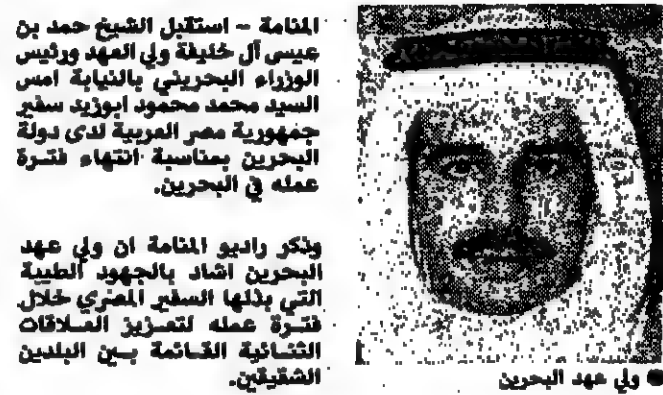 المنامة - استقبل الشيخ حمد بن
عيسى آل خليفة ولي العهد ورئيس
الوزراء البحريني بالنيابة امس
السيد محمد محمود ابوزيد سفير
جمهورية مصر العربية لدى دولة
البحرين بمناسبة انتهاء فترة
عمله في البحرين.
وذكر راديو المنامة ان ولي عهد
البحرين اشاد بالجهود الطيبة
التي بذلها السفير المصري خلال
فترة عمله لتعزيز العلاقات
الثنائية القائمة بين البلدين
الشقيقين.
● ولي عهد البحرين